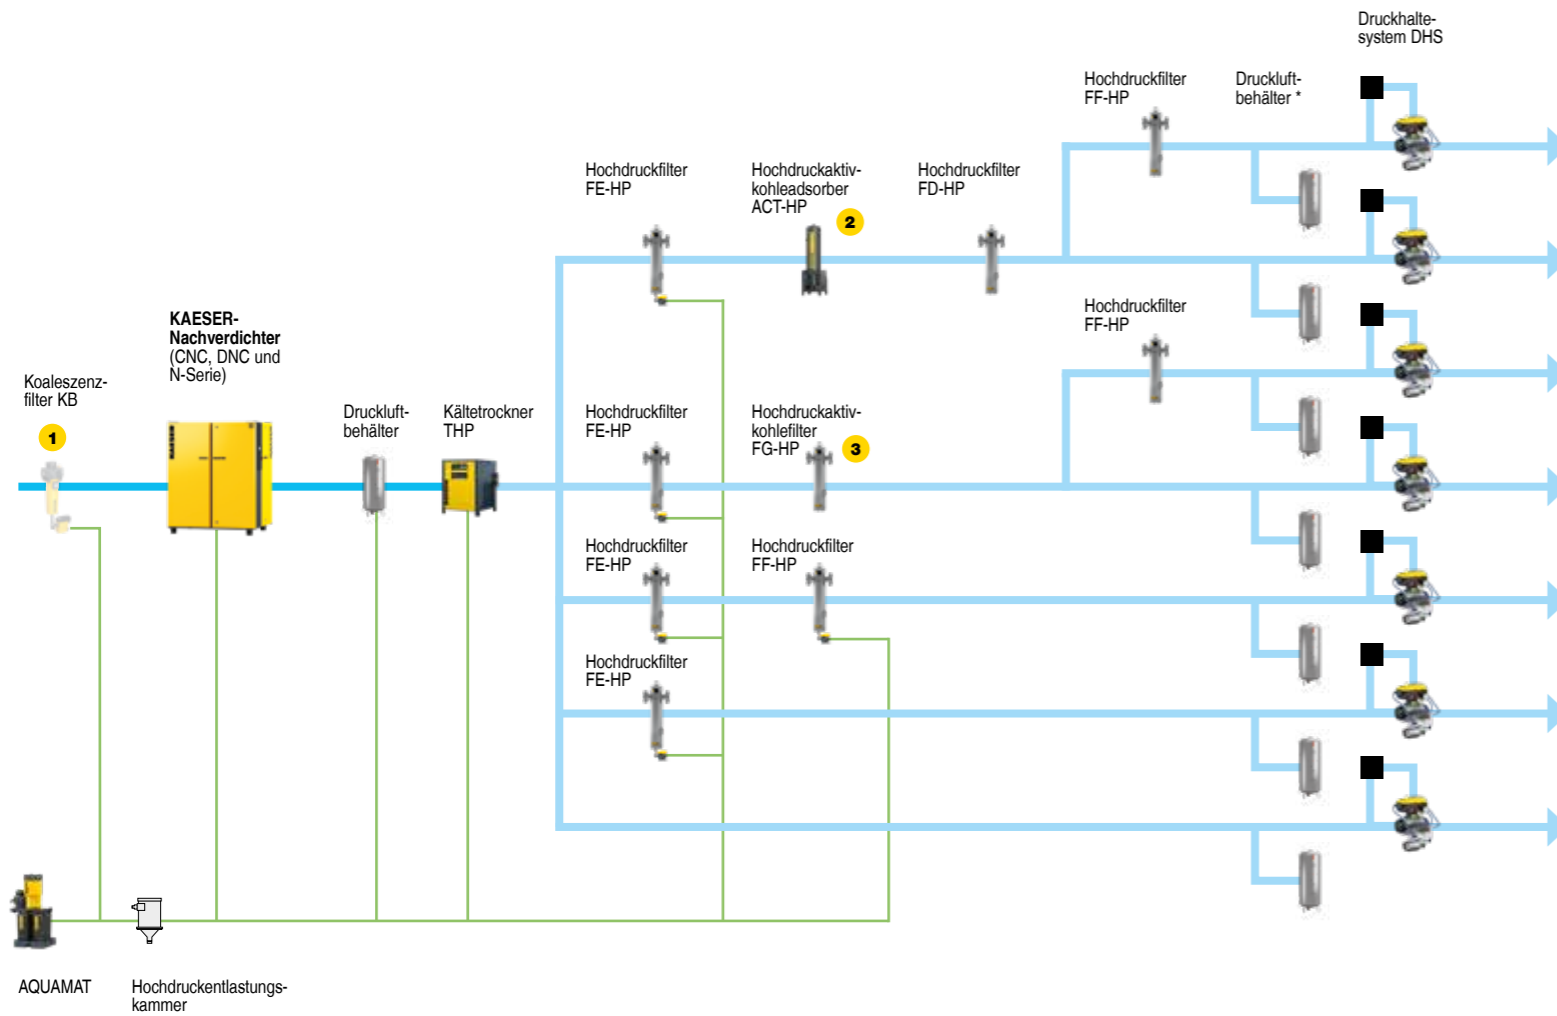 Druckhalte-
system DHS
Hochdruckfilter
FF-HP
Druckluft-
behälter *
Hochdruckfilter
FE-HP
Hochdruckaktiv-
kohleadsorber
ACT-HP
2
Hochdruckfilter
FD-HP
Hochdruckfilter
FF-HP
KAESER-
Nachverdichter
(CNC, DNC und
N-Serie)
Koaleszenz-
filter KB
1
Druckluft-
behälter
Kältetrockner
THP
Hochdruckfilter
FE-HP
Hochdruckaktiv-
kohlefilter
FG-HP
3
Hochdruckfilter
FE-HP
Hochdruckfilter
FF-HP
Hochdruckfilter
FE-HP
AQUAMAT
Hochdruckentlastungs-
kammer